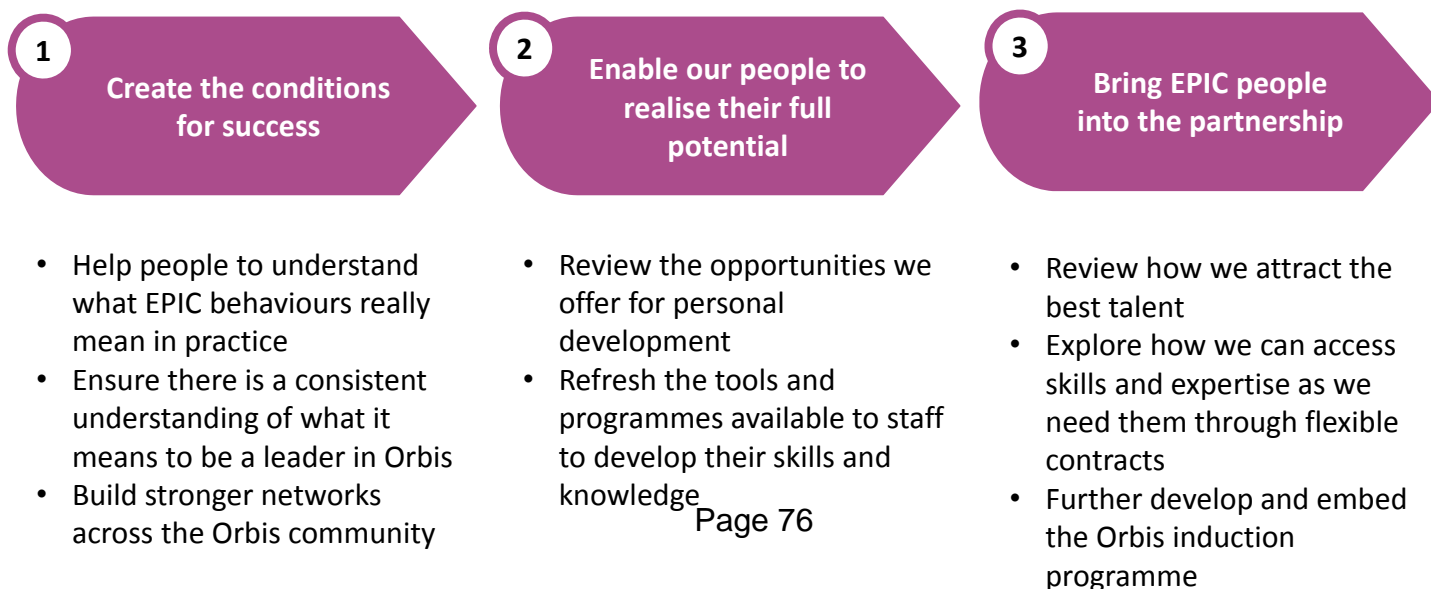 1
Create the conditions
for success
• Help people to understand
what EPIC behaviours really
mean in practice
• Ensure there is a consistent
understanding of what it
means to be a leader in Orbis
• Build stronger networks
across the Orbis community
2
Enable our people to
realise their full
potential
• Review the opportunities we
offer for personal
development
• Refresh the tools and
programmes available to staff
to develop their skills and
knowledge
3
Bring EPIC people
into the partnership
• Review how we attract the
best talent
• Explore how we can access
skills and expertise as we
need them through flexible
contracts
• Further develop and embed
the Orbis induction
programme
Page 76